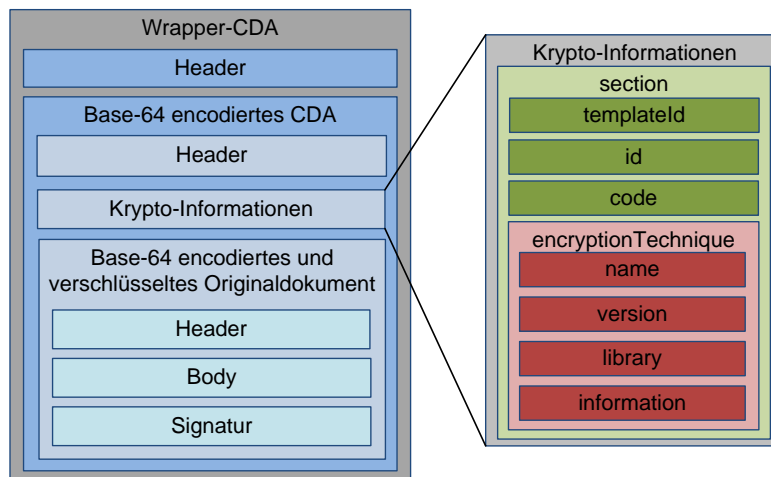 Wrapper-CDA
Header
Base-64 encodiertes CDA
Header
Krypto-Informationen
Base-64 encodiertes und
verschlüsseltes Originaldokument
Header
Body
Signatur
Krypto-Informationen
section
templateId
id
code
encryptionTechnique
name
version
library
information